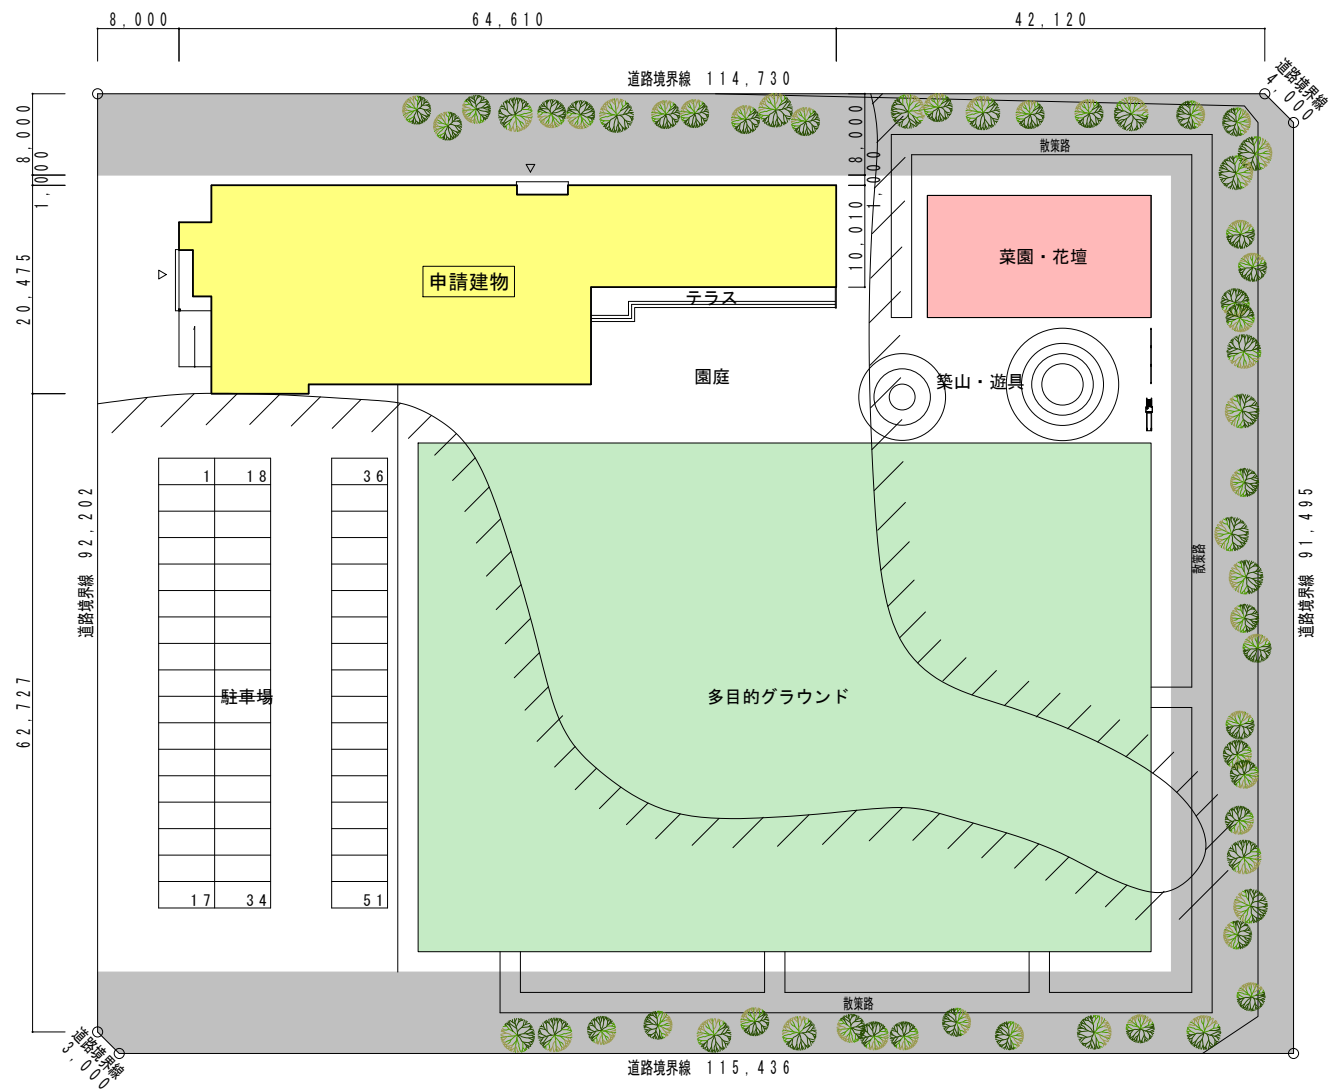 8,000
64,610
42,120
道路境界線 114,730
道路境界線
4,000
8,000
1,000
20,475
62,727
8,000
1,000
10,010
散策路
菜園・花壇
申請建物
テラス
園庭
築山・遊具
1
18
36
道路境界線 92,202
道路境界線 91,495
散策路
駐車場
多目的グラウンド
17
34
51
散策路
道路境界線
3,000
道路境界線 115,436